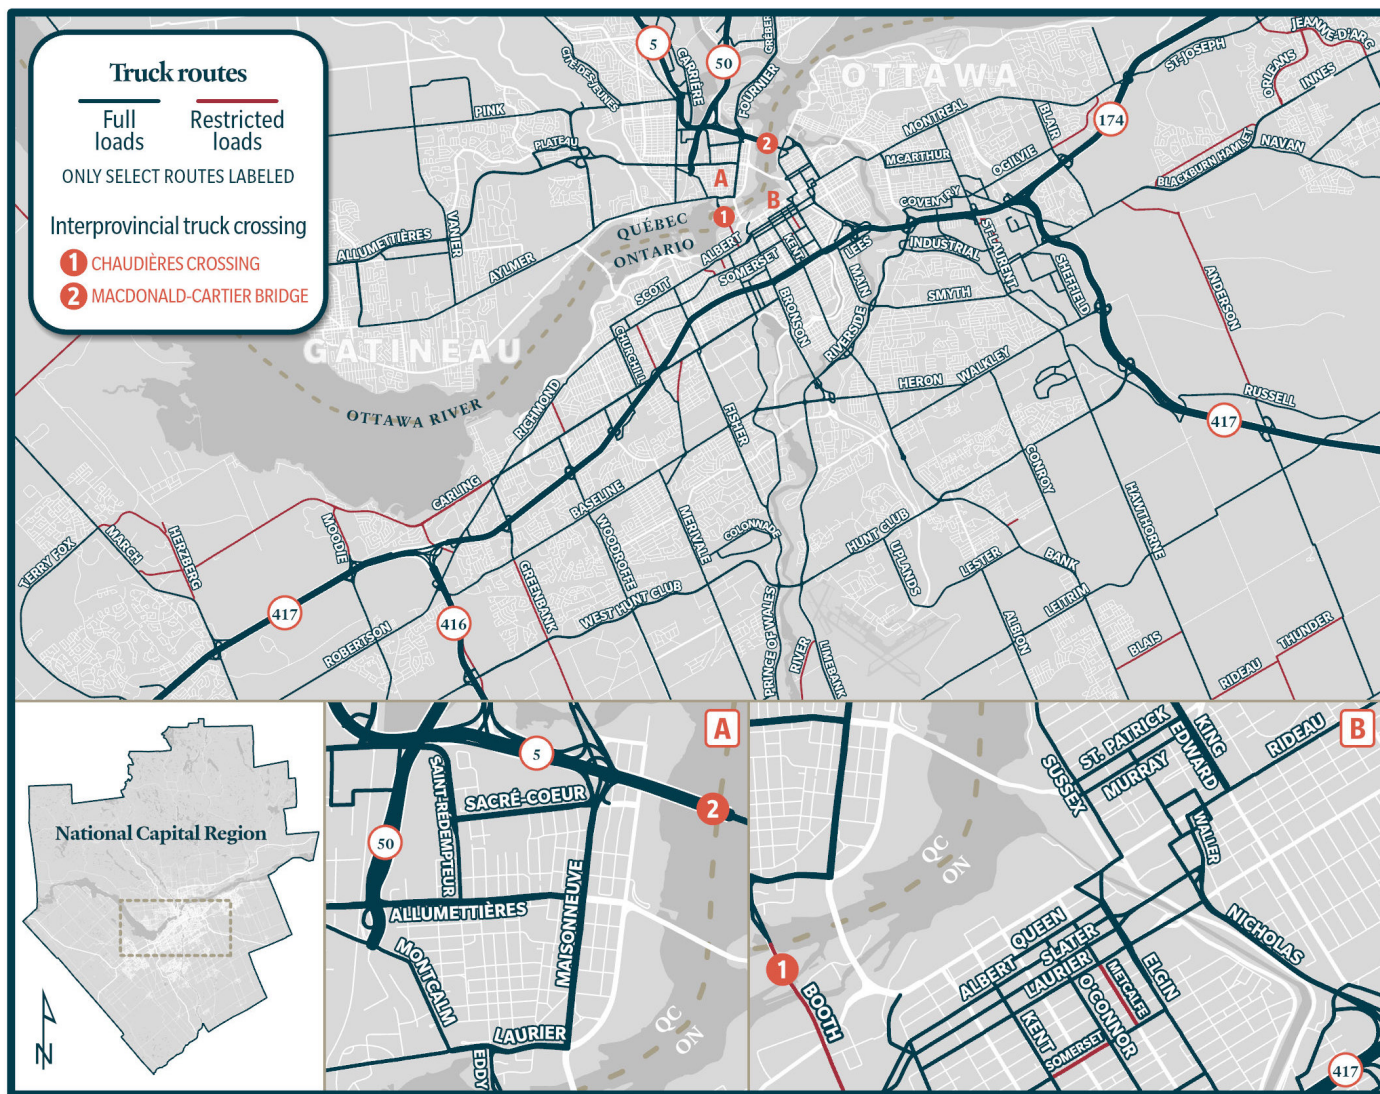 Truck routes
Full
loads
Restricted
loads
ONLY SELECT ROUTES LABELED
Interprovincial truck crossing
1 CHAUDIÈRES CROSSING
2 MACDONALD-CARTIER BRIDGE
5
50
CITÉ-DES-JEUNES
CARRIÈRE
GRÉBER
FOURNIER
OTTAWA
ST-JOSEPH
JEANNE-D'ARC
ORLEANS
INNES
174
PINK
PLATEAU
2
MONTREAL
BLAIR
MCARTHUR
OGILVIE
BLACKBURN HAMLET
NAVAN
A
B
1
QUÉBEC
ONTARIO
VANIER
ALLUMETTIÈRES
AYLMER
ALBERT
SOMERSET
KENT
LEES
COVENTRY
INDUSTRIAL
ST-LAURENT
SHEFFIELD
ANDERSON
SCOTT
MAIN
BRONSON
RIVERSIDE
SMYTH
GATINEAU
CHURCHILL
WALKLEY
HERON
RUSSELL
417
OTTAWA RIVER
RICHMOND
FISHER
CARLING
BASELINE
WOODROFFE
MERIVALE
COLONNADE
HUNT CLUB
CONROY
HAWTHORNE
TERRY FOX
MARCH
HERZBERG
MOODIE
GREENBANK
WEST HUNT CLUB
UPLANDS
LESTER
BANK
LEITRIM
417
416
ROBERTSON
PRINCE OF WALES
RIVER
LIMEBANK
ALBION
BLAIS
RIDEAU
THUNDER
National Capital Region
N
A
5
2
50
SAINT-RÉDEMPTEUR
SACRÉ-COEUR
MAISONNEUVE
ALLUMETTIÈRES
MONTCALM
LAURIER
EDDY
QC
ON
B
SUSSEX
ST. PATRICK
MURRAY
KING
EDWARD
RIDEAU
WALLER
QC
ON
1
BOOTH
QUEEN
ALBERT
SLATER
LAURIER
METCALFE
ELGIN
NICHOLAS
O'CONNOR
KENT
SOMERSET
417